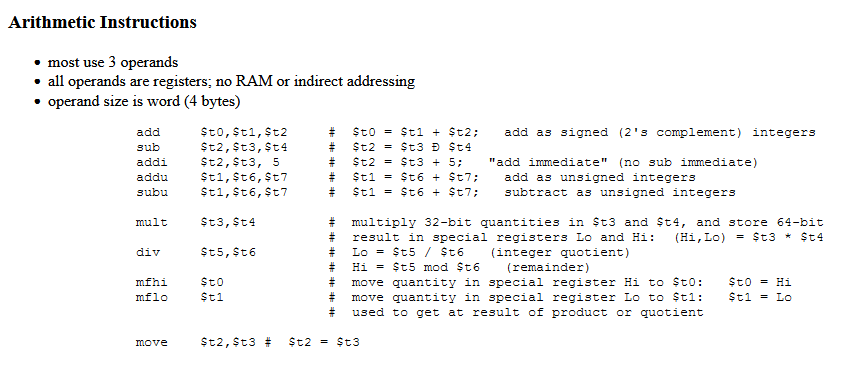 Arithmetic Instructions
• most use 3 operands
• all operands are registers; no RAM or indirect addressing
• operand size is word (4 bytes)
add $t0,$t1,$t2 # $t0 = $t1 + $t2; add as signed (2's complement) integers
sub $t2,$t3,$t4 # $t2 = $t3 Ð $t4
addi $t2,$t3, 5 # $t2 = $t3 + 5; "add immediate" (no sub immediate)
addu $t1,$t6,$t7 # $t1 = $t6 + $t7; add as unsigned integers
subu $t1,$t6,$t7 # $t1 = $t6 + $t7; subtract as unsigned integers
mult $t3,$t4 # multiply 32-bit quantities in $t3 and $t4, and store 64-bit
# result in special registers Lo and Hi: (Hi,Lo) = $t3 * $t4
div $t5,$t6 # Lo = $t5 / $t6 (integer quotient)
# Hi = $t5 mod $t6 (remainder)
mfhi $t0 # move quantity in special register Hi to $t0: $t0 = Hi
mflo $t1 # move quantity in special register Lo to $t1: $t1 = Lo
# used to get at result of product or quotient
move $t2,$t3 # $t2 = $t3